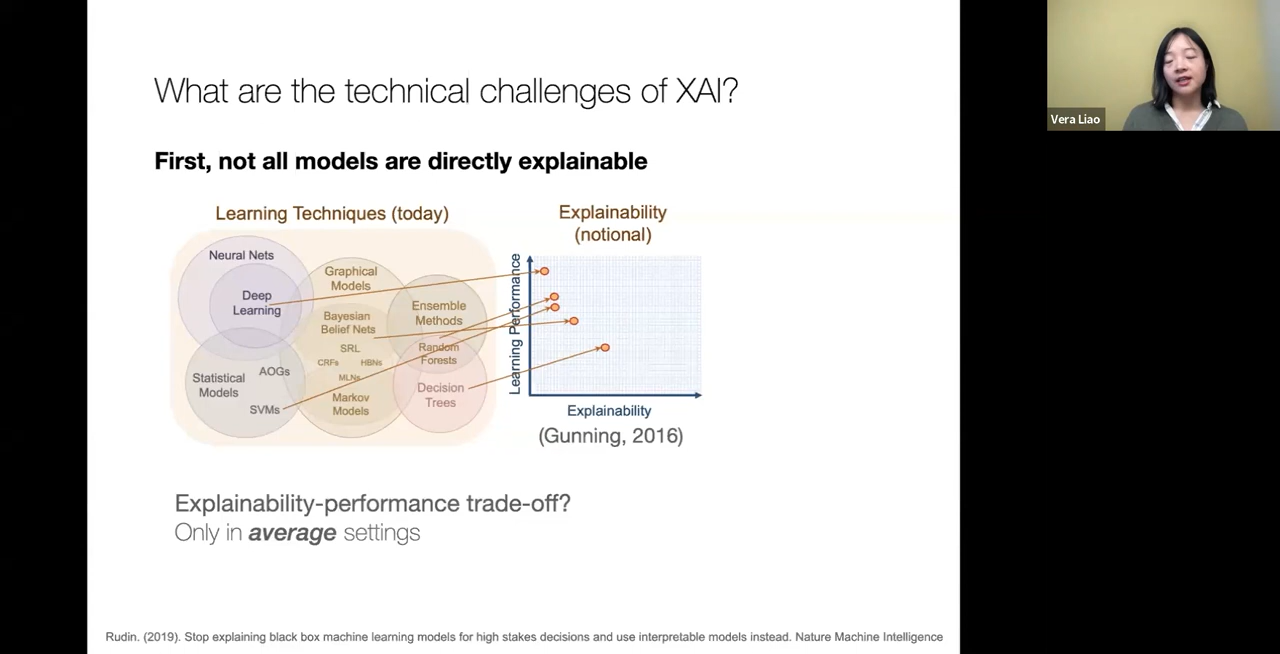 What are the technical challenges of XAI?
Vera Liao
First, not all models are directly explainable
Learning Techniques (today)
Explainability
(notional)
Neural Nets
Deep
Learning
Graphical
Models
Bayesian
Belief Nets
SRL
CRFs
HBNs
MLNs
Markov
Models
Ensemble
Methods
Random
Forests
Decision
Trees
Statistical
Models
AOGs
SVMs
Learning Performance
Explainability
(Gunning, 2016)
Explainability-performance trade-off?
Only in average settings
Rudin. (2019). Stop explaining black box machine learning models for high stakes decisions and use interpretable models instead. Nature Machine Intelligence